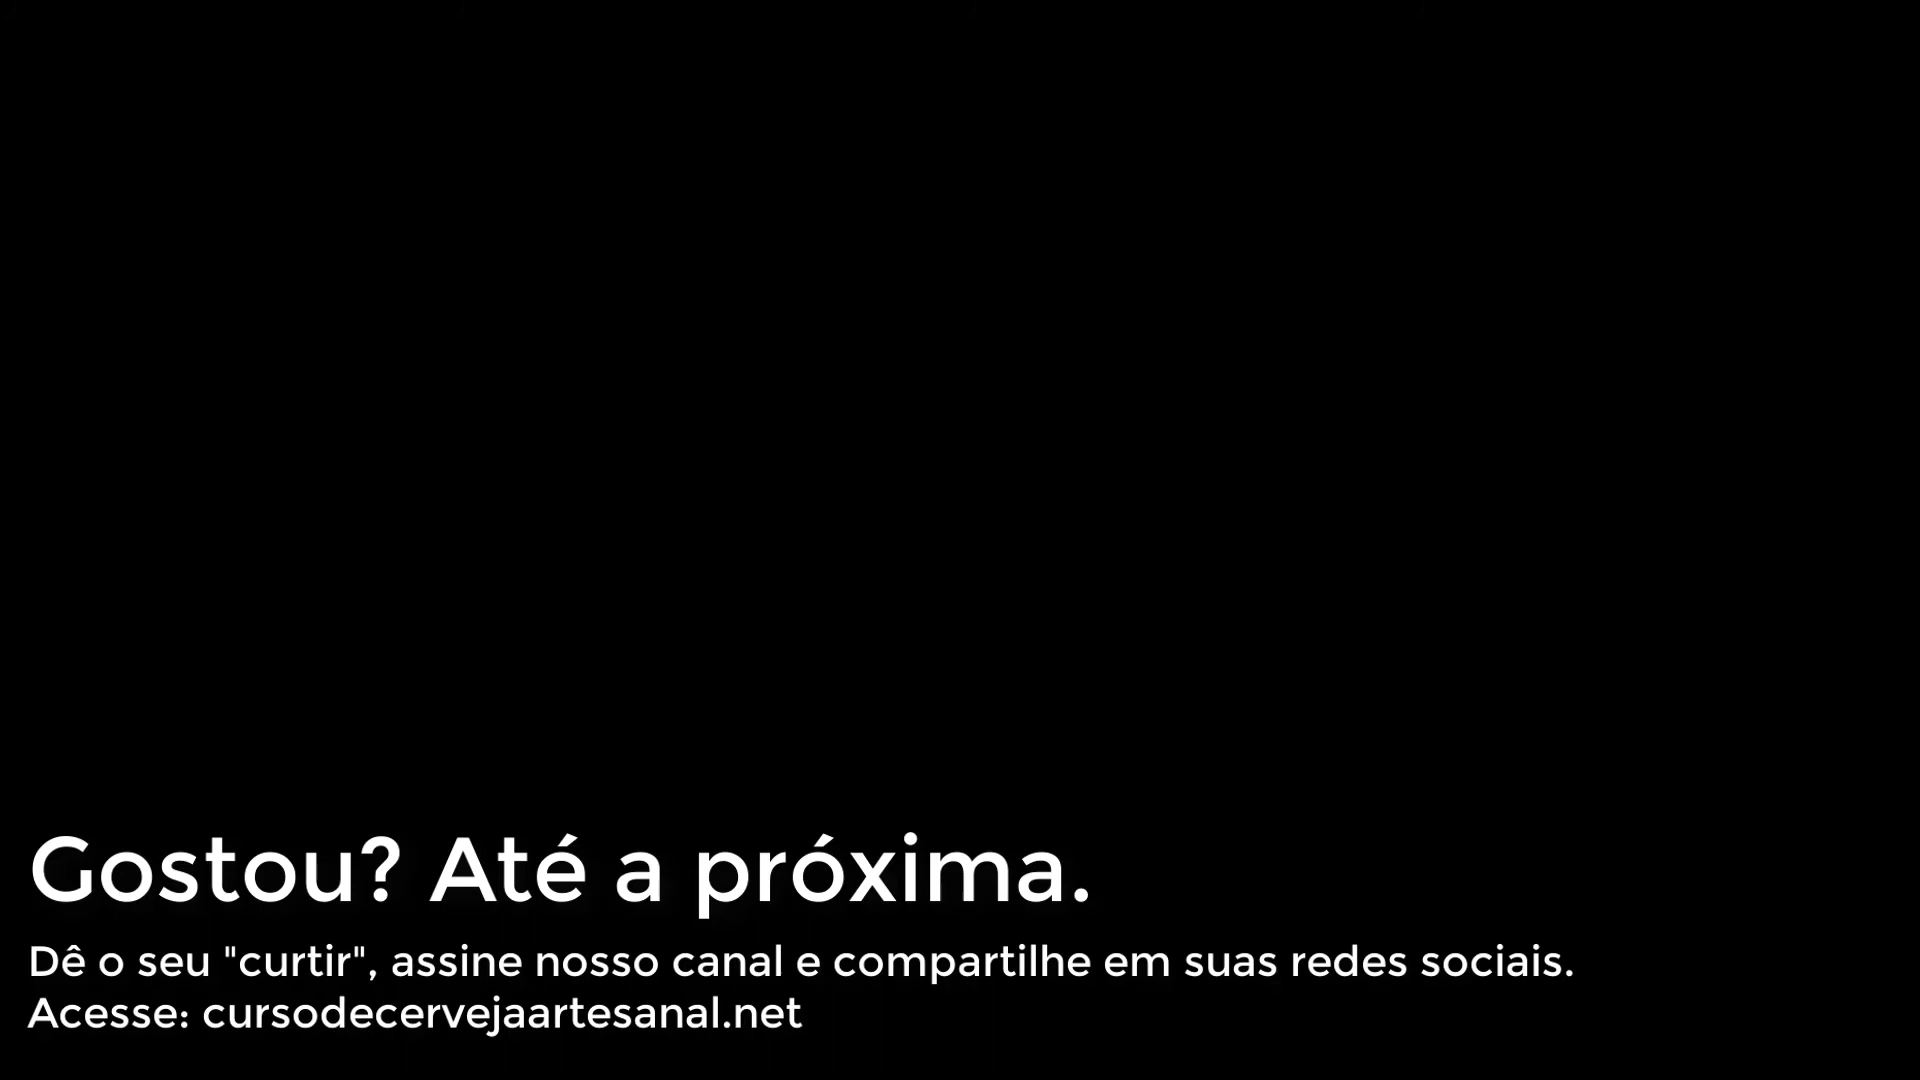 Gostou? Até a próxima.
Dê o seu "curtir", assine nosso canal e compartilhe em suas redes sociais.
Acesse: cursodecervejaartesanal.net